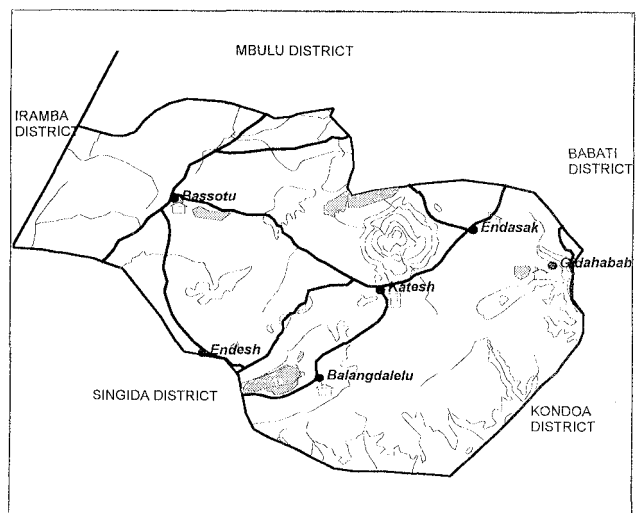 MBULU DISTRICT
IRAMBA
DISTRICT
BABATI
DISTRICT
Bassotu
Endasak
Gidahabab
Katesh
Endesh
Balangdalelu
SINGIDA DISTRICT
KONDOA
DISTRICT